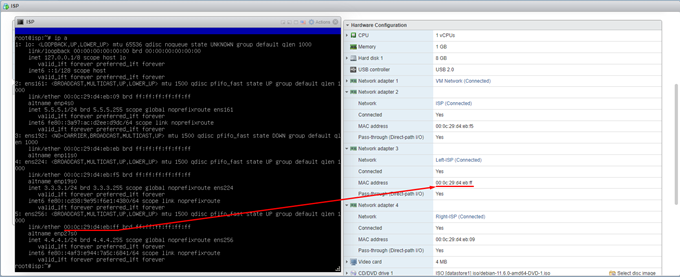 ISP
ISP
Actions
root@isp:~# ip a
1: lo: <LOOPBACK,UP,LOWER_UP> mtu 65536 qdisc noqueue state UNKNOWN group default qlen 1000
link/loopback 00:00:00:00:00:00 brd 00:00:00:00:00:00
inet 127.0.0.1/8 scope host lo
valid_lft forever preferred_lft forever
inet6 ::1/128 scope host
valid_lft forever preferred_lft forever
2: ens161: <BROADCAST,MULTICAST,UP,LOWER_UP> mtu 1500 qdisc pfifo_fast state UP group default qlen 1
000
link/ether 00:0c:29:d4:eb:09 brd ff:ff:ff:ff:ff:ff
altname enp4s0
inet 5.5.5.1/24 brd 5.5.5.255 scope global noprefixroute ens161
valid_lft forever preferred_lft forever
scope link noprefixroute
valid_lft forever preferred_lft forever
3: ens192: <NO-CARRIER,BROADCAST,MULTICAST,UP> mtu 1500 qdisc pfifo_fast state DOWN group default ql
en 1000
link/ether 00:0c:29:d4:eb:eb brd ff:ff:ff:ff:ff:ff
altname enp11s0
4: ens224: <BROADCAST,MULTICAST,UP,LOWER_UP> mtu 1500 qdisc pfifo_fast state UP group default qlen 1
000
link/ether 00:0c:29:d4:eb:f5 brd ff:ff:ff:ff:ff:ff
altname enp19s0
inet 3.3.3.1/24 brd 3.3.3.255 scope global noprefixroute ens224
valid_lft forever preferred_lft forever
scope link noprefixroute
valid_lft forever preferred_lft forever
5: ens256: <BROADCAST,MULTICAST,UP,LOWER_UP> mtu 1500 qdisc pfifo_fast state UP group default qlen 1
000
link/ether 00:0c:29:d4:eb:ff brd ff:ff:ff:ff:ff:ff
altname enp27s0
inet 4.4.4.1/24 brd 4.4.4.255 scope global noprefixroute ens256
valid_lft forever preferred_lft forever
scope link noprefixroute
valid_lft forever preferred_lft forever
root@isp:~#
Hardware Configuration
CPU 1 vCPUs
Memory 1 GB
Hard disk 1 8 GB
USB controller USB 2.0
Network adapter 1 VM Network (Connected)
Network adapter 2
Network ISP (Connected)
Connected Yes
MAC address 00:0c:29:d4:eb:f5
Pass-through (Direct-path I/O) Yes
Network adapter 3
Network Left-ISP (Connected)
Connected Yes
MAC address 00:0c:29:d4:eb:ff
Pass-through (Direct-path I/O) Yes
Network adapter 4
Network Right-ISP (Connected)
Connected Yes
MAC address 00:0c:29:d4:eb:09
Pass-through (Direct-path I/O) Yes
Video card 4 MB
CD/DVD drive 1 ISO [datastore1] iso/debian-11.6.0-amd64-DVD-1.iso Select disc image